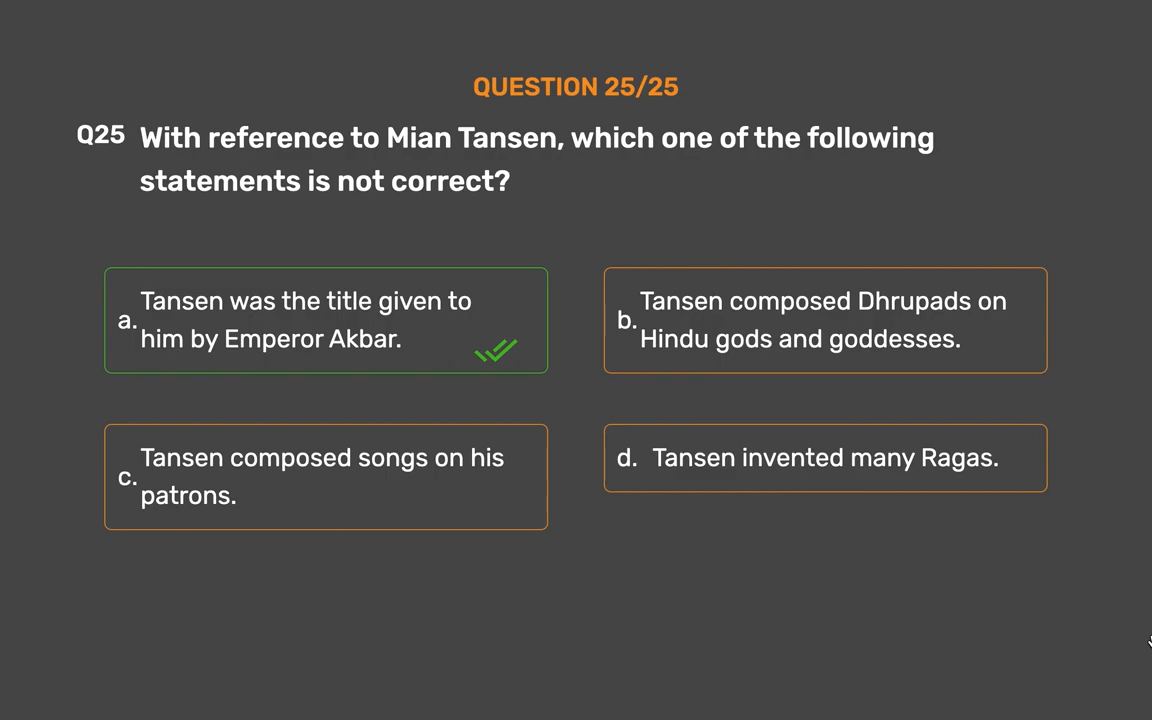 QUESTION 25/25
Q25 With reference to Mian Tansen, which one of the following
statements is not correct?
a. Tansen was the title given to
him by Emperor Akbar.
b. Tansen composed Dhrupads on
Hindu gods and goddesses.
c. Tansen composed songs on his
patrons.
d. Tansen invented many Ragas.